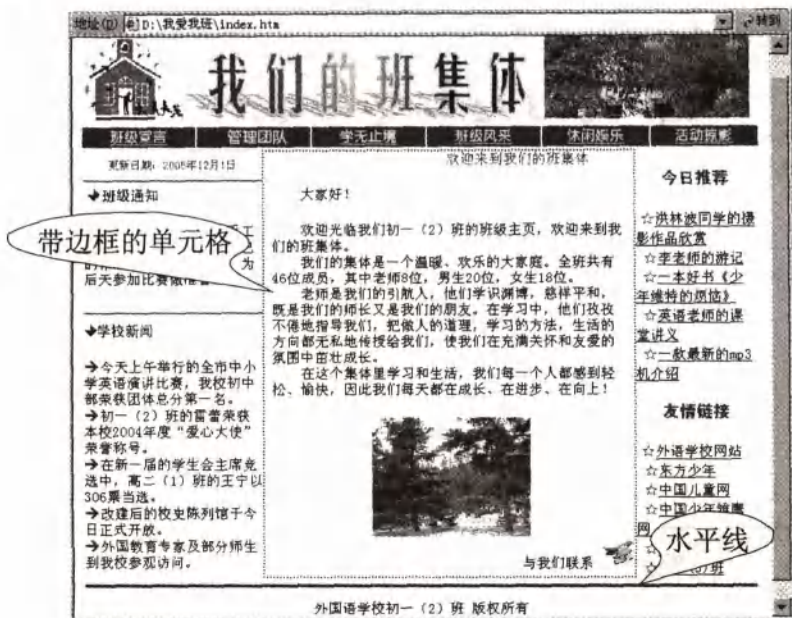 地址(D) D:\我爱我班\index.htm 转到
我们的班集体
班级宣言 管理团队 学无止境 班级风采 休闲娱乐 活动掠影
更新日期：2005年12月1日
班级通知
后天参加比赛做准备
带边框的单元格
学校新闻
→今天上午举行的全市中小
学英语演讲比赛，我校初中
部荣获团体总分第一名。
→初一（2）班的雷蕾荣获
本校2004年度“爱心大使”
荣誉称号。
→在新一届的学生会主席竞
选中，高二（1）班的王宁以
306票当选。
→改建后的校史陈列馆于今
日正式开放。
→外国教育专家及部分师生
到我校参观访问。
欢迎来到我们的班集体
大家好！
欢迎光临我们初一（2）班的班级主页，欢迎来到我
们的班集体。
我们的集体是一个温暖、欢乐的大家庭。全班共有
46位成员，其中老师8位，男生20位，女生18位。
老师是我们的引航人，他们学识渊博，慈祥平和，
既是我们的师长又是我们的朋友。在学习中，他们孜孜
不倦地指导我们，把做人的道理，学习的方法，生活的
方向都无私地传授给我们，使我们在充满关怀和友爱的
氛围中茁壮成长。
在这个集体里学习和生活，我们每一个人都感到轻
松、愉快，因此我们每天都在成长、在进步、在向上！
与我们联系
今日推荐
☆洪林波同学的摄
影作品欣赏
☆李老师的游记
☆一本好书《少
年维特的烦恼》
☆英语老师的课
堂讲义
☆一款最新的mp3
机介绍
友情链接
☆外语学校网站
☆东方少年
☆中国儿童网
☆中国少年雏鹰
网
水平线
班
外国语学校初一（2）班 版权所有